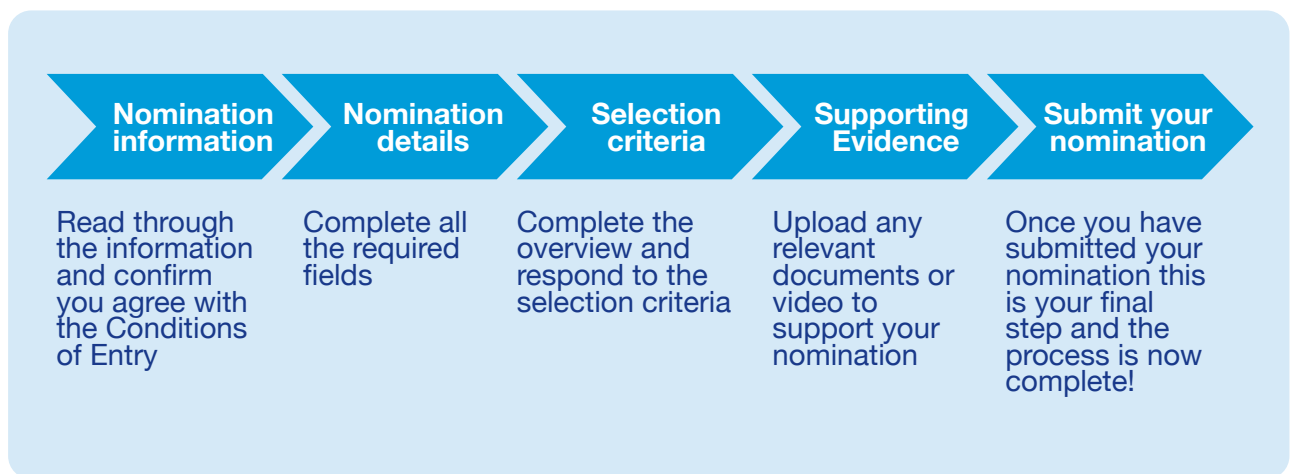 Nomination
information
Nomination
details
Selection
criteria
Supporting
Evidence
Submit your
nomination
Read through
the information
and confirm
you agree with
the Conditions
of Entry
Complete all
the required
fields
Complete the
overview and
respond to the
selection criteria
Upload any
relevant
documents or
video to
support your
nomination
Once you have
submitted your
nomination this
is your final
step and the
process is now
complete!